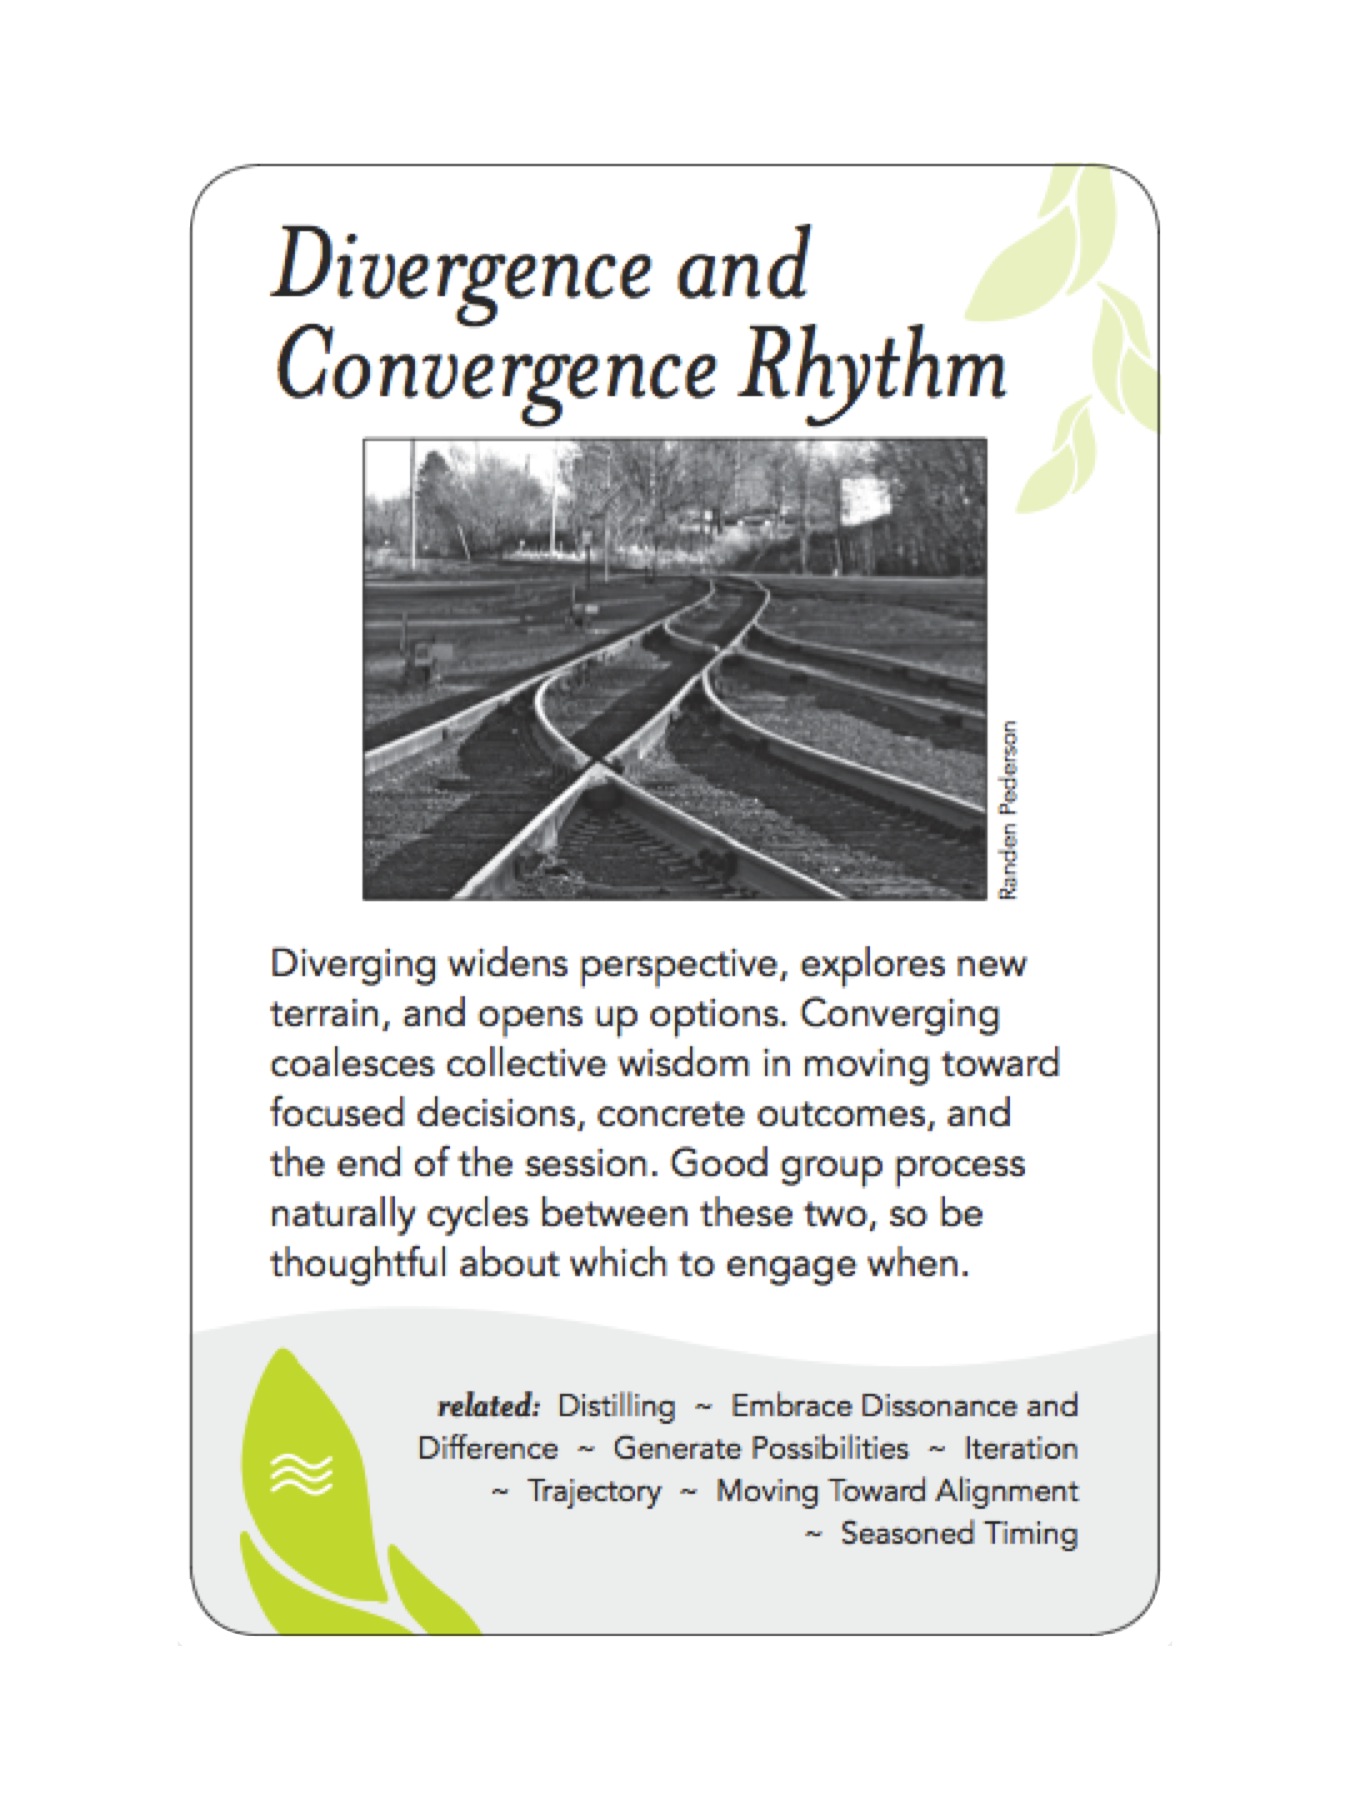 Divergence and
Convergence Rhythm
Randen Pederson
Diverging widens perspective, explores new
terrain, and opens up options. Converging
coalesces collective wisdom in moving toward
focused decisions, concrete outcomes, and
the end of the session. Good group process
naturally cycles between these two, so be
thoughtful about which to engage when.
related: Distilling ~ Embrace Dissonance and
Difference ~ Generate Possibilities ~ Iteration
~ Trajectory ~ Moving Toward Alignment
~ Seasoned Timing